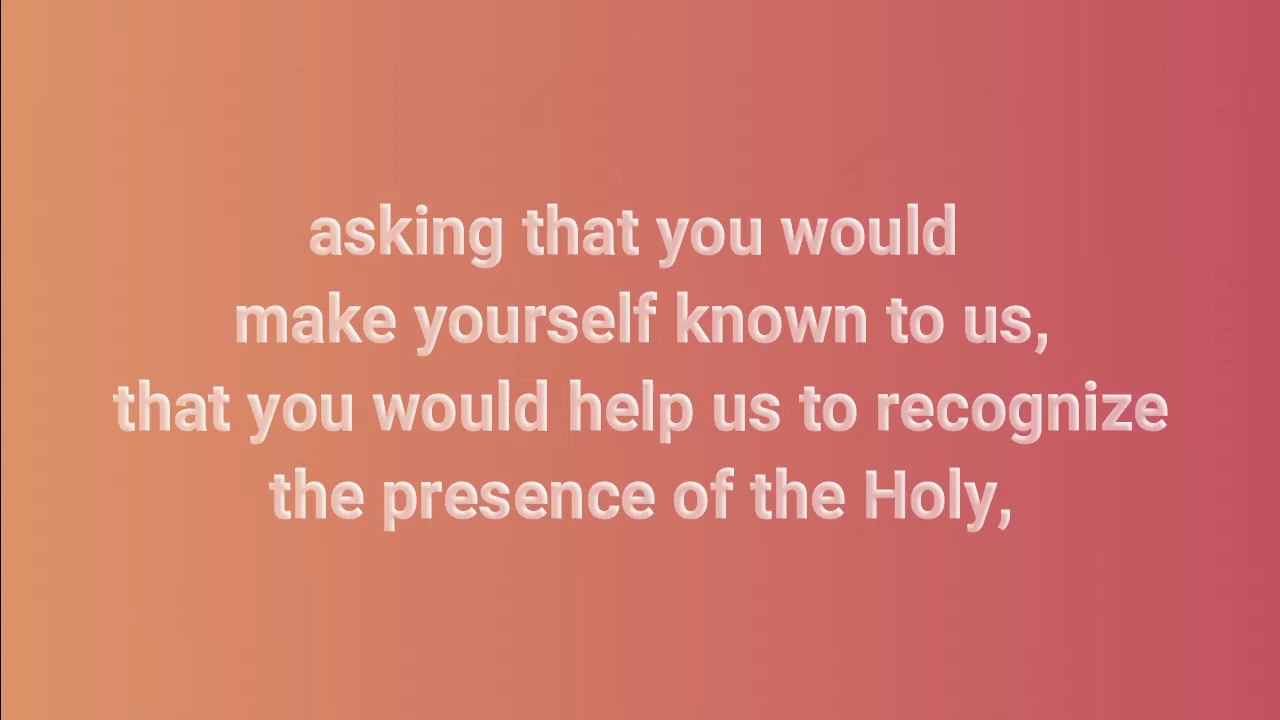 asking that you would
make yourself known to us,
that you would help us to recognize
the presence of the Holy,